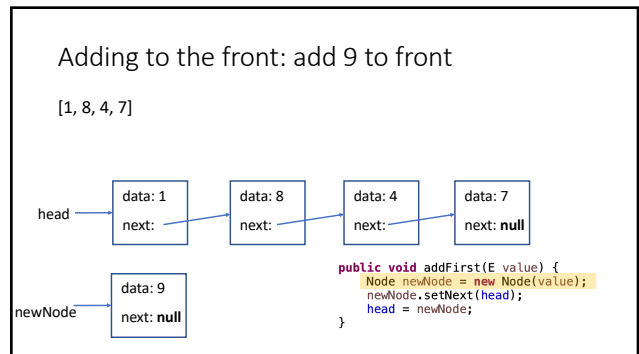 Adding to the front: add 9 to front
[1, 8, 4, 7]
head
data: 1
next:
data: 8
next:
data: 4
next:
data: 7
next: null
newNode
data: 9
next: null
public void addFirst(E value) {
    Node newNode = new Node(value);
    newNode.setNext(head);
    head = newNode;
}